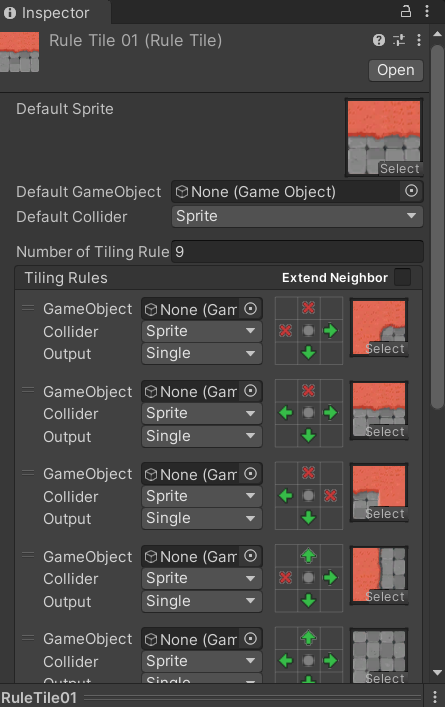 Inspector
Rule Tile 01 (Rule Tile)
Open
Default Sprite
Select
Default GameObject None (Game Object)
Default Collider Sprite
Number of Tiling Rule 9
Tiling Rules Extend Neighbor
GameObject None (Gam
Collider Sprite
Output Single
Select
GameObject None (Gam
Collider Sprite
Output Single
Select
GameObject None (Gam
Collider Sprite
Output Single
Select
GameObject None (Gam
Collider Sprite
Output Single
Select
GameObject None (Gam
Collider Sprite
Output Single
Select
RuleTile01